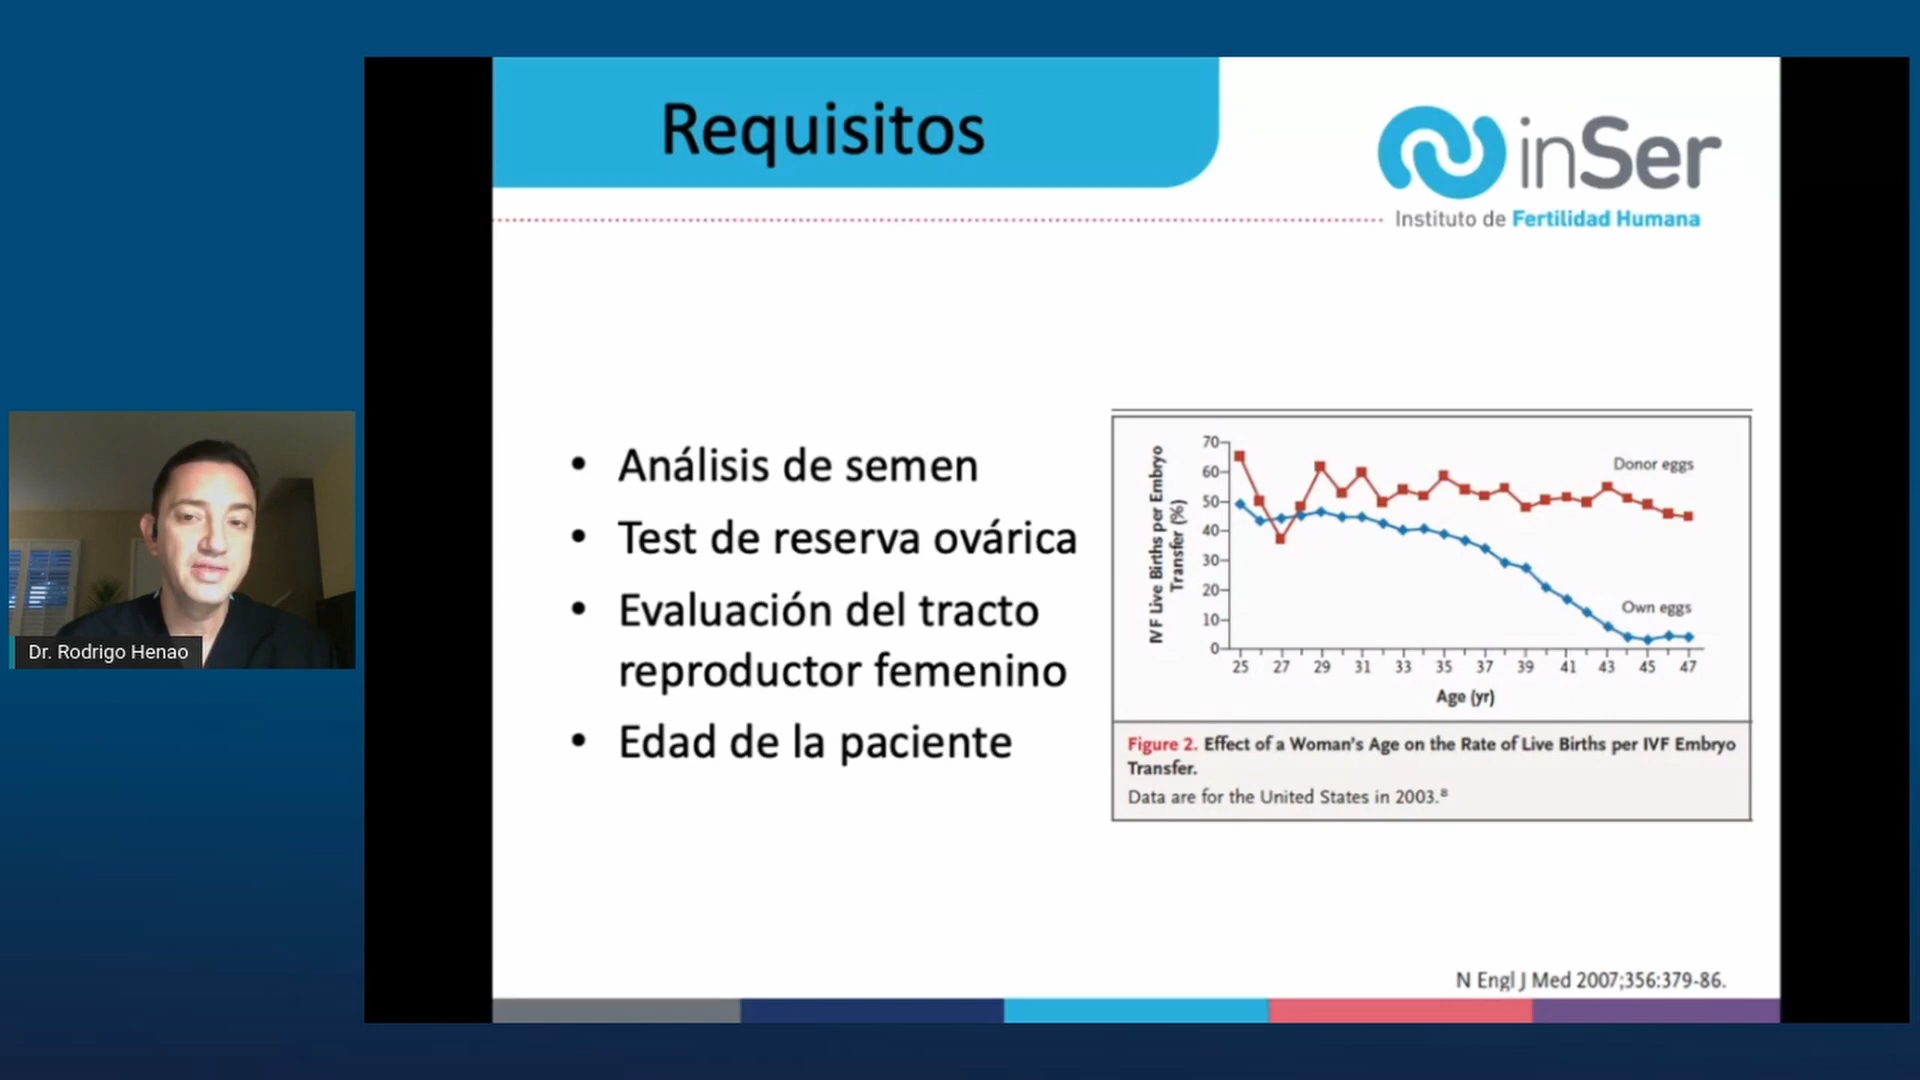 Requisitos
inSer
Instituto de Fertilidad Humana
• Análisis de semen
• Test de reserva ovárica
• Evaluación del tracto
reproductor femenino
• Edad de la paciente
IVF Live Births per Embryo
Transfer (%)
70
60
50
40
30
20
10
0
Donor eggs
Own eggs
25 27 29 31 33 35 37 39 41 43 45 47
Age (yr)
Figure 2. Effect of a Woman's Age on the Rate of Live Births per IVF Embryo
Transfer.
Data are for the United States in 2003.⁸
N Engl J Med 2007;356:379-86.
Dr. Rodrigo Henao